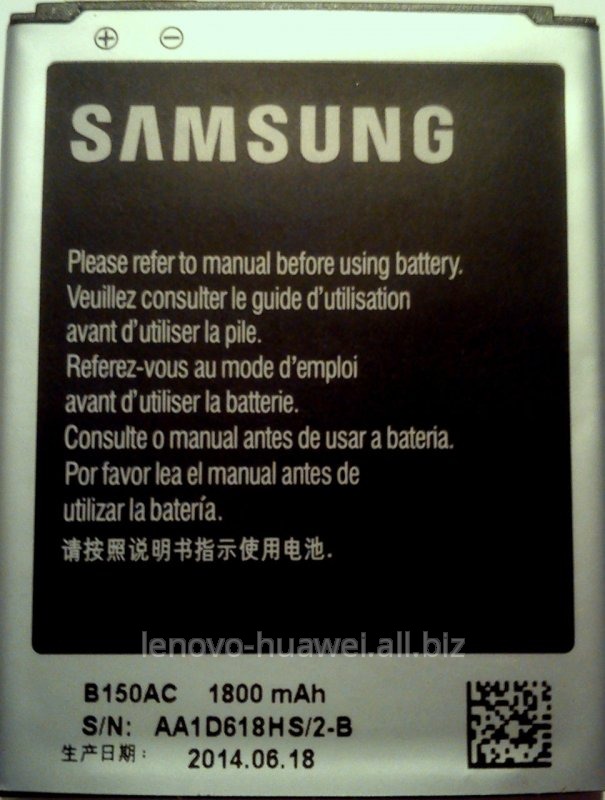 SAMSUNG
Please refer to manual before using battery.
Veuillez consulter le guide d'utilisation
avant d'utiliser la pile.
Referez-vous au mode d'emploi
avant d'utiliser la batterie.
Consulte o manual antes de usar a bateria.
Por favor lea el manual antes de
utilizar la batería.
请按照说明书指示使用电池.
lenovo-huawei.all.biz
B150AC 1800 mAh
S/N: AA1D618HS/2-B
生产日期: 2014.06.18